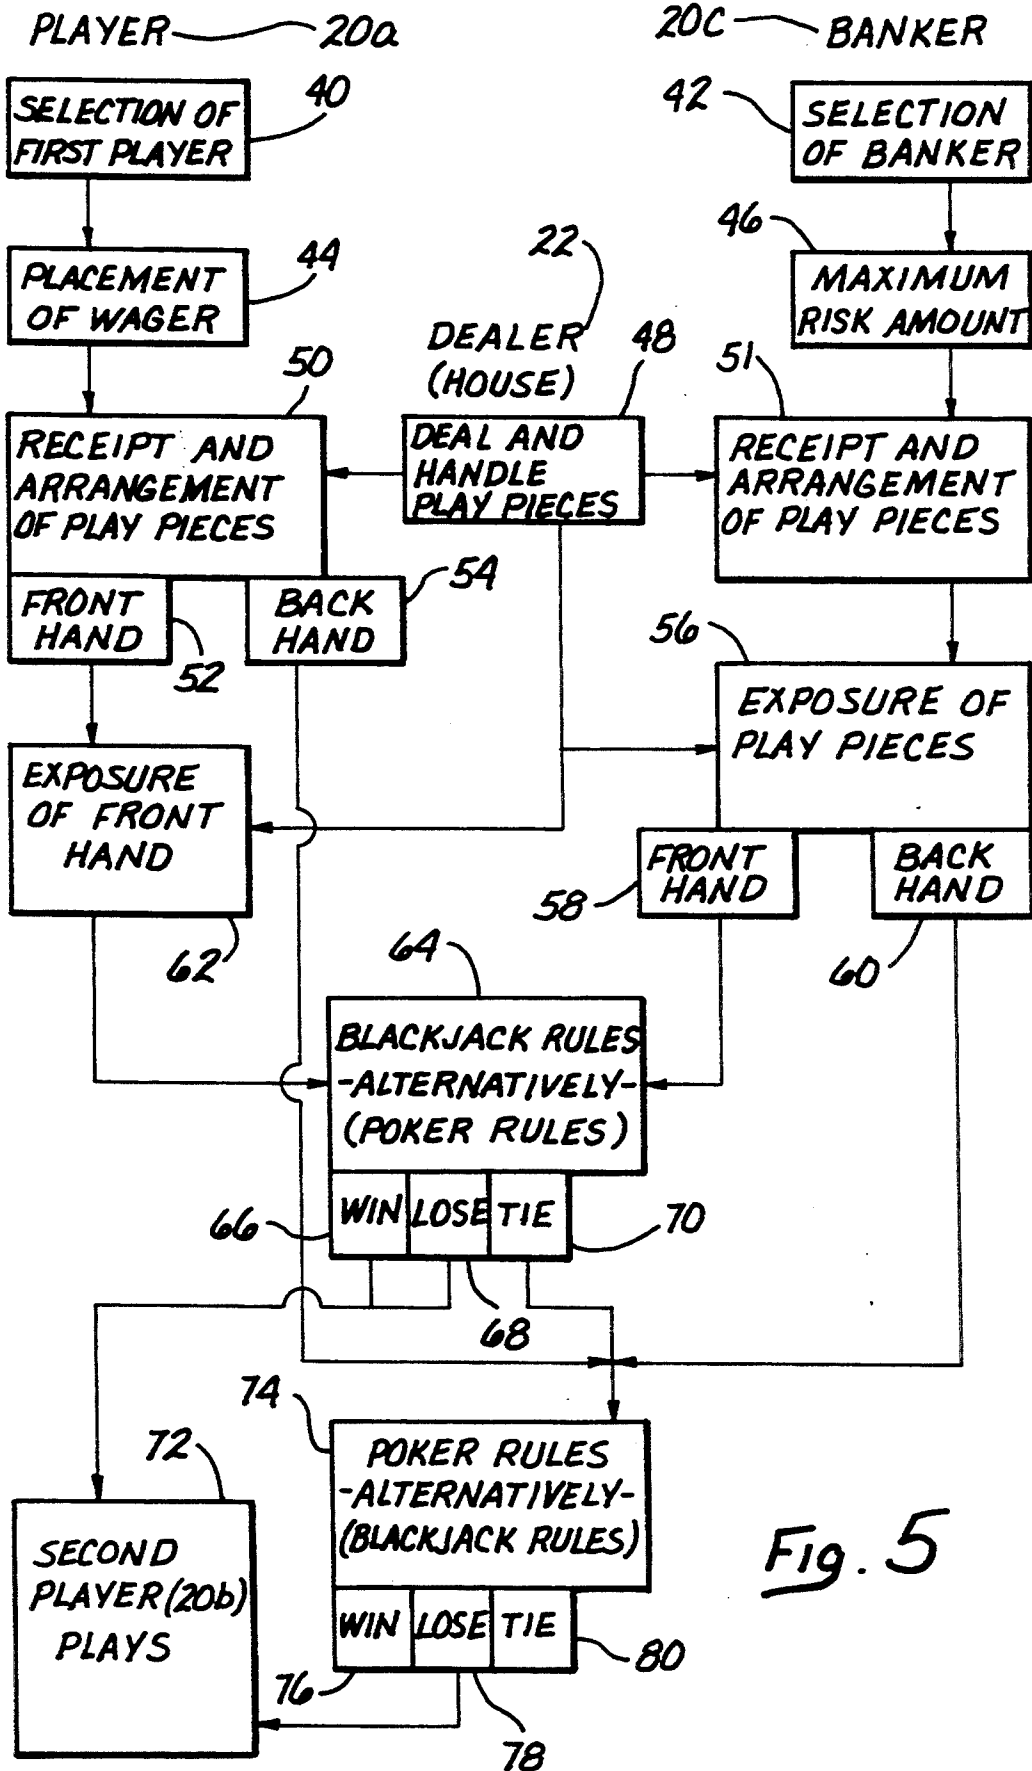 PLAYER 20a
20C BANKER
40
SELECTION OF
FIRST PLAYER
42
SELECTION
OF BANKER
44
PLACEMENT
OF WAGER
46
MAXIMUM
RISK AMOUNT
22
DEALER
(HOUSE)
48
DEAL AND
HANDLE
PLAY PIECES
50
RECEIPT AND
ARRANGEMENT
OF PLAY PIECES
51
RECEIPT AND
ARRANGEMENT
OF PLAY PIECES
FRONT
HAND
52
BACK
HAND
54
56
EXPOSURE OF
PLAY PIECES
EXPOSURE
OF FRONT
HAND
62
FRONT
HAND
58
BACK
HAND
60
64
BLACKJACK RULES
-ALTERNATIVELY-
(POKER RULES)
66
WIN LOSE TIE
70
68
74
POKER RULES
-ALTERNATIVELY-
(BLACKJACK RULES)
72
SECOND
PLAYER (20b)
PLAYS
WIN LOSE TIE
80
76
78
Fig. 5